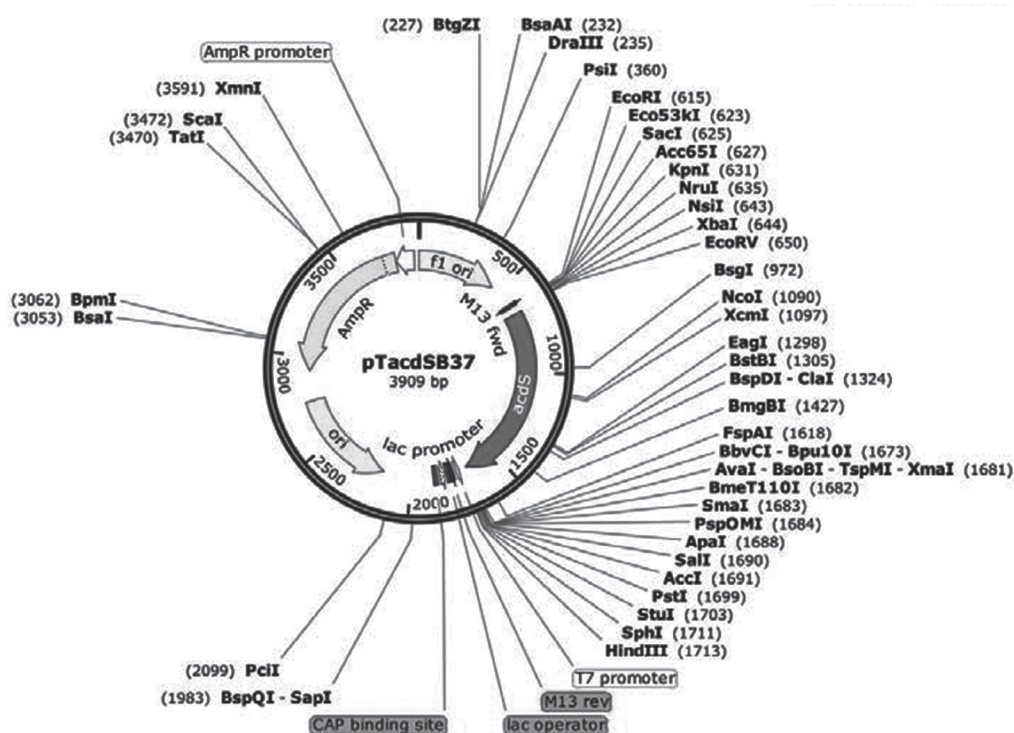 (227) BtgZI
BsaAI (232)
DraIII (235)
PsiI (360)
AmpR promoter
(3591) XmnI
(3472) ScaI
(3470) TatI
EcoRI (615)
Eco53kI (623)
SacI (625)
Acc65I (627)
KpnI (631)
NruI (635)
NsiI (643)
XbaI (644)
EcoRV (650)
BsgI (972)
NcoI (1090)
XcmI (1097)
EagI (1298)
BstBI (1305)
BspDI - ClaI (1324)
BmgBI (1427)
FspAI (1618)
BbvCI - Bpu10I (1673)
AvaI - BsoBI - TspMI - XmaI (1681)
BmeT110I (1682)
SmaI (1683)
PspOMI (1684)
ApaI (1688)
SalI (1690)
AccI (1691)
PstI (1699)
StuI (1703)
SphI (1711)
HindIII (1713)
T7 promoter
M13 rev
lac operator
CAP binding site
(1983) BspQI - SapI
(2099) PciI
(3062) BpmI
(3053) BsaI
f1 ori
500
M13 fwd
1000
acdS
1500
lac promoter
2000
ori
2500
3000
AmpR
3500
pTacdSB37
3909 bp